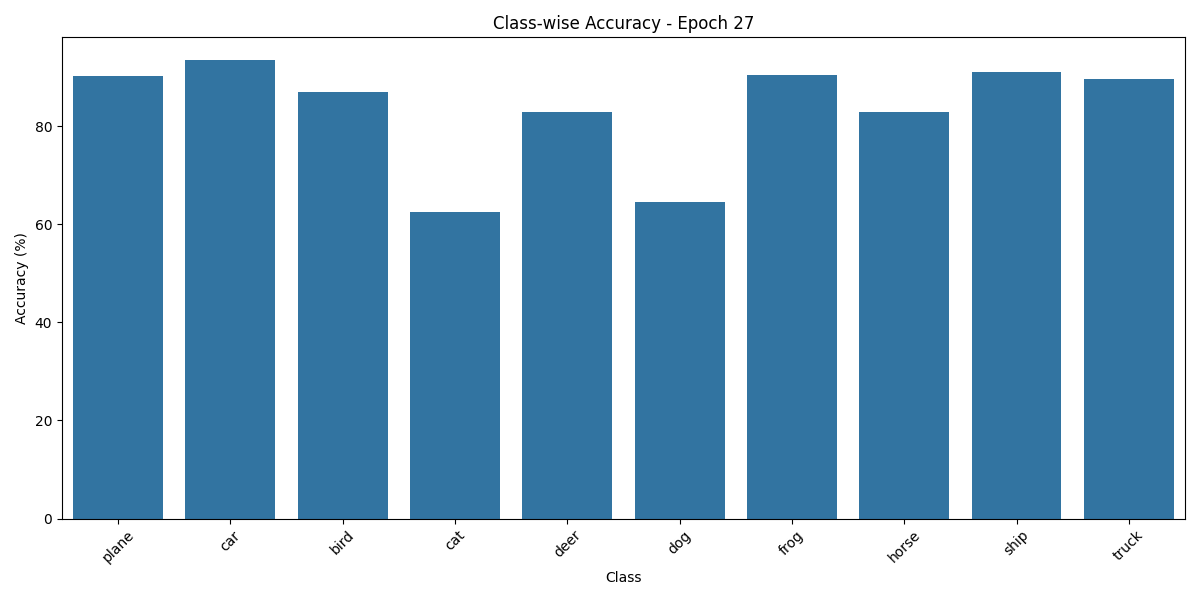 Class-wise Accuracy - Epoch 27
Accuracy (%)
80
60
40
20
0
plane
car
bird
cat
deer
dog
frog
horse
ship
truck
Class